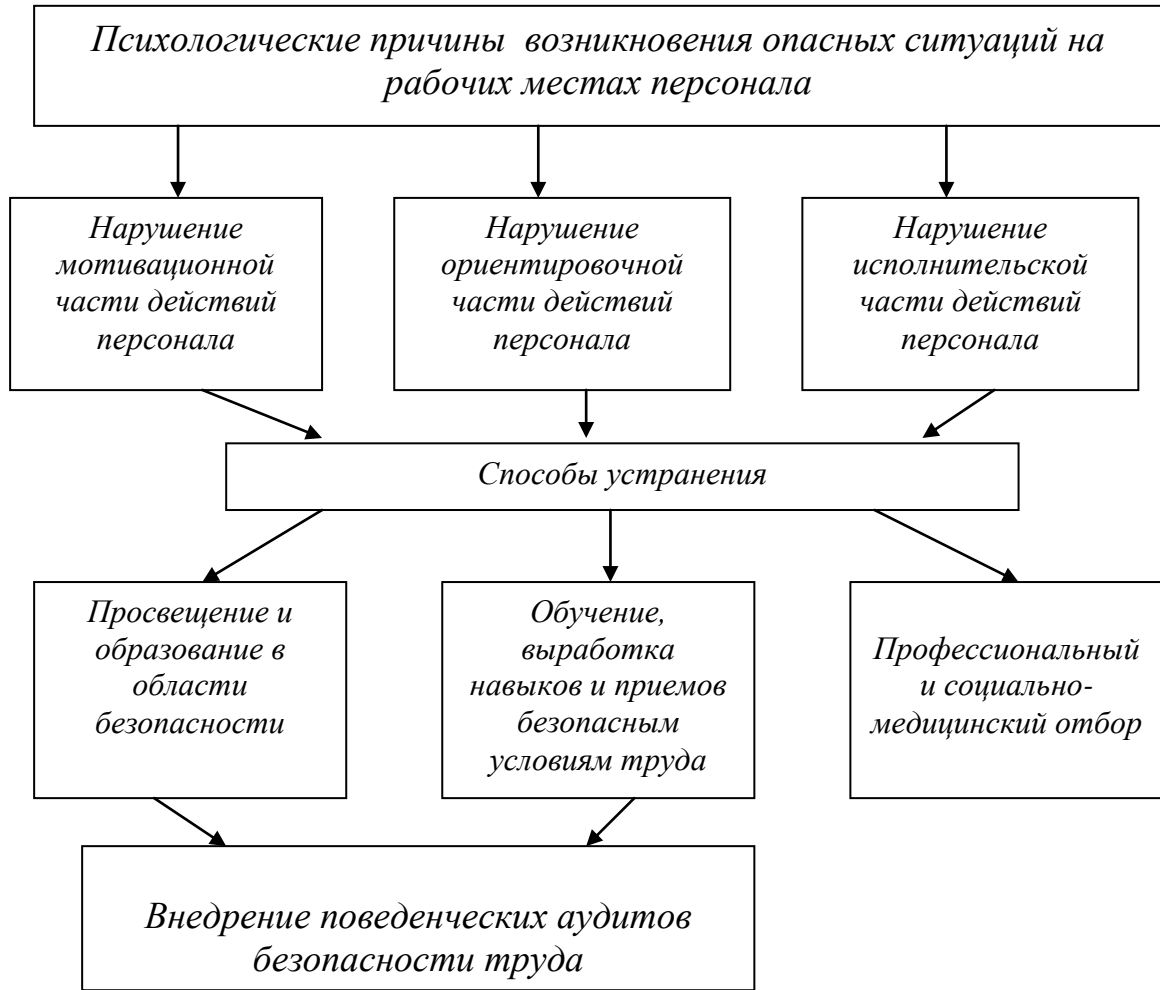 Психологические причины возникновения опасных ситуаций на
рабочих местах персонала
Нарушение
мотивационной
части действий
персонала
Нарушение
ориентировочной
части действий
персонала
Нарушение
исполнительской
части действий
персонала
Способы устранения
Просвещение и
образование в
области
безопасности
Обучение,
выработка
навыков и приемов
безопасным
условиям труда
Профессиональный
и социально-
медицинский отбор
Внедрение поведенческих аудитов
безопасности труда